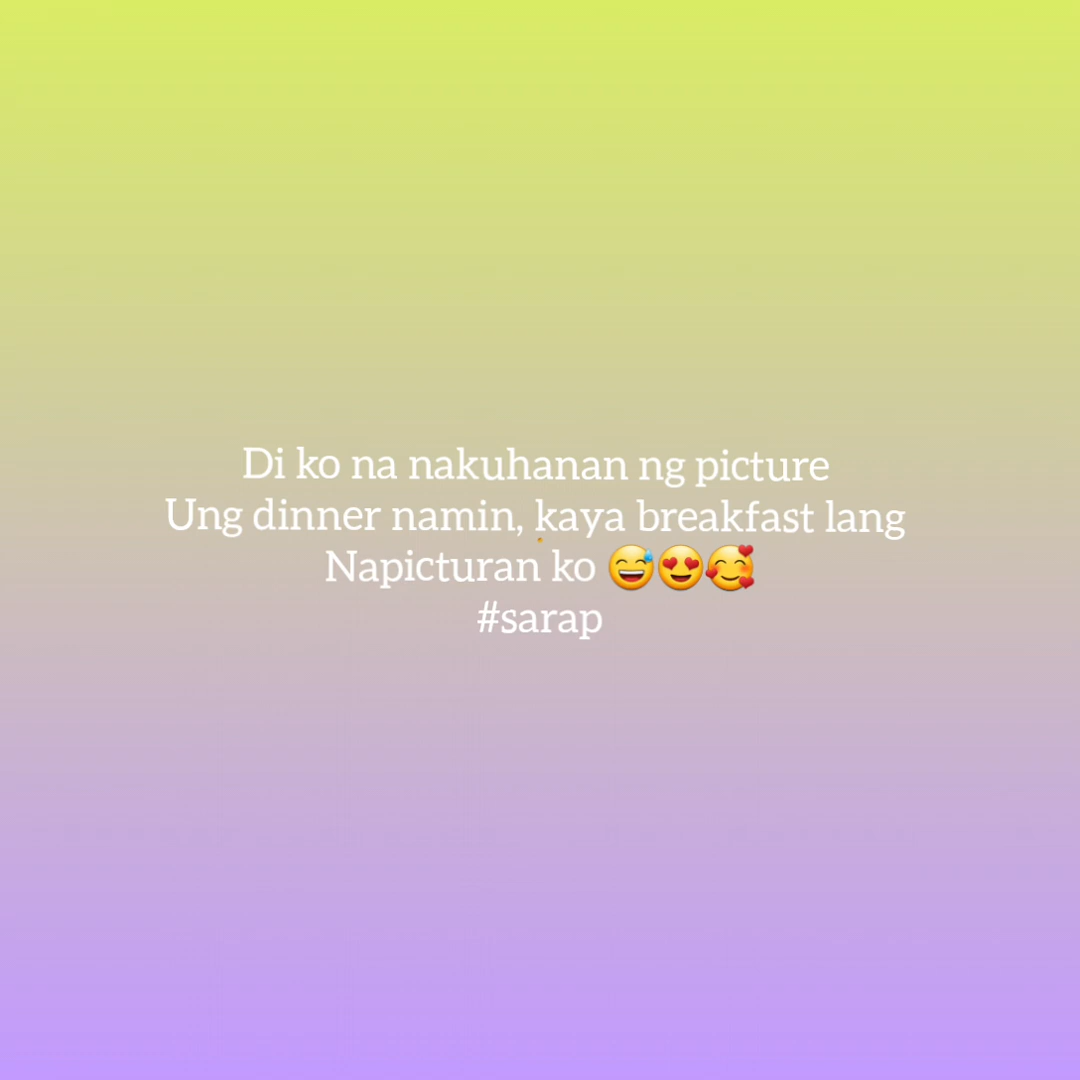 Di ko na nakuhanan ng picture
Ung dinner namin, kaya breakfast lang
Napicturan ko 😅😍🥰
#sarap